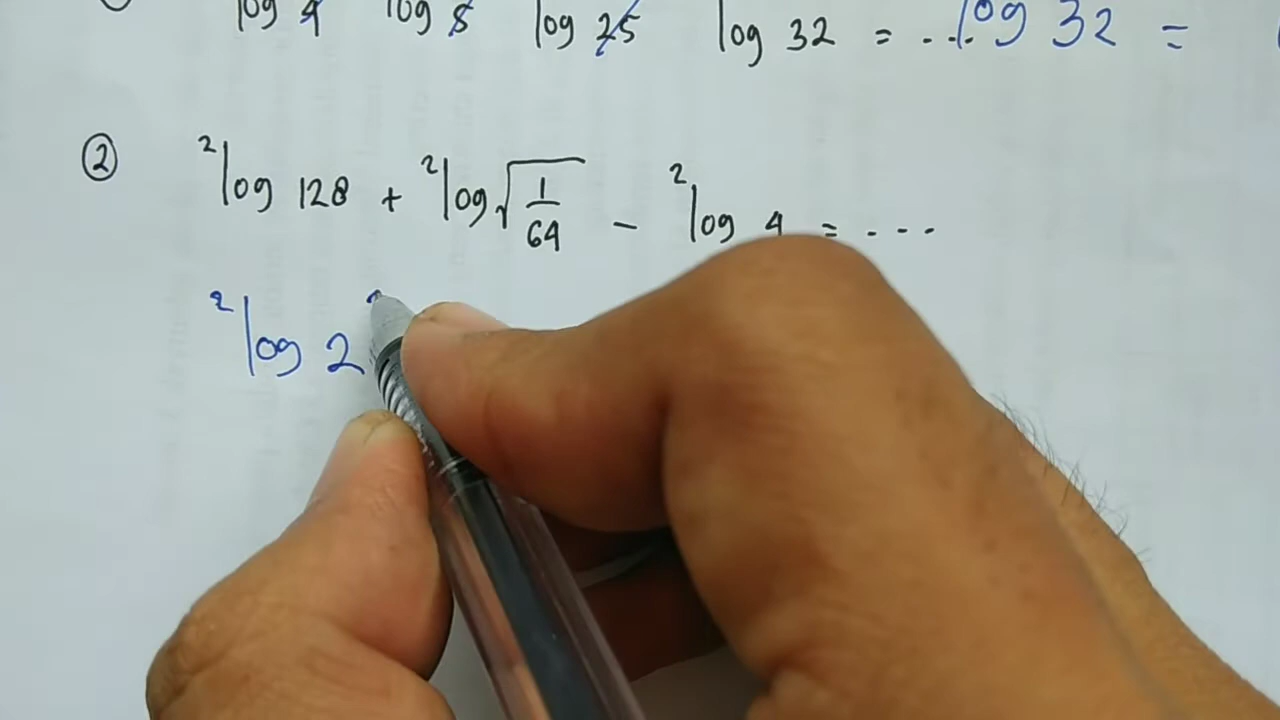 log 4 log 8 log 25 log 32 = ... log 32 =
② ²log 128 + ²log √(1/64) - ²log 4 = ...
²log 2